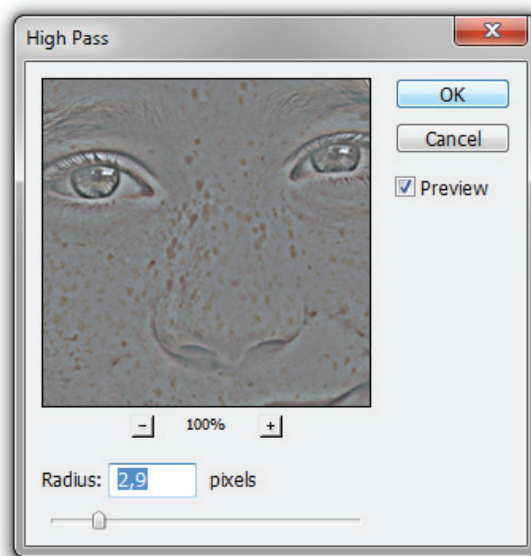 High Pass
OK
Cancel
Preview
- 100% +
Radius: 2,9 pixels